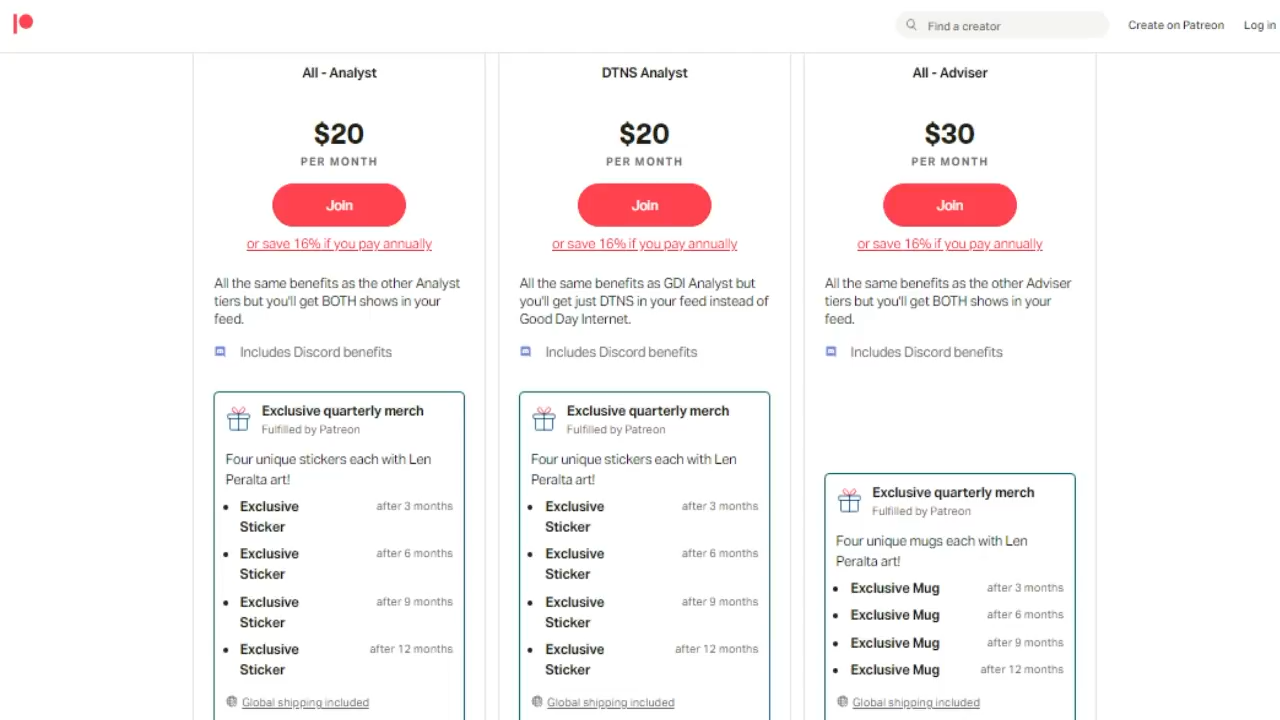 Find a creator
Create on Patreon
Log in
All - Analyst
$20
PER MONTH
Join
or save 16% if you pay annually
All the same benefits as the other Analyst
tiers but you'll get BOTH shows in your
feed.
Includes Discord benefits
Exclusive quarterly merch
Fulfilled by Patreon
Four unique stickers each with Len
Peralta art!
• Exclusive after 3 months
Sticker
• Exclusive after 6 months
Sticker
• Exclusive after 9 months
Sticker
• Exclusive after 12 months
Sticker
Global shipping included
DTNS Analyst
$20
PER MONTH
Join
or save 16% if you pay annually
All the same benefits as GDI Analyst but
you'll get just DTNS in your feed instead of
Good Day Internet.
Includes Discord benefits
Exclusive quarterly merch
Fulfilled by Patreon
Four unique stickers each with Len
Peralta art!
• Exclusive after 3 months
Sticker
• Exclusive after 6 months
Sticker
• Exclusive after 9 months
Sticker
• Exclusive after 12 months
Sticker
Global shipping included
All - Adviser
$30
PER MONTH
Join
or save 16% if you pay annually
All the same benefits as the other Adviser
tiers but you'll get BOTH shows in your
feed.
Includes Discord benefits
Exclusive quarterly merch
Fulfilled by Patreon
Four unique mugs each with Len
Peralta art!
• Exclusive Mug after 3 months
• Exclusive Mug after 6 months
• Exclusive Mug after 9 months
• Exclusive Mug after 12 months
Global shipping included